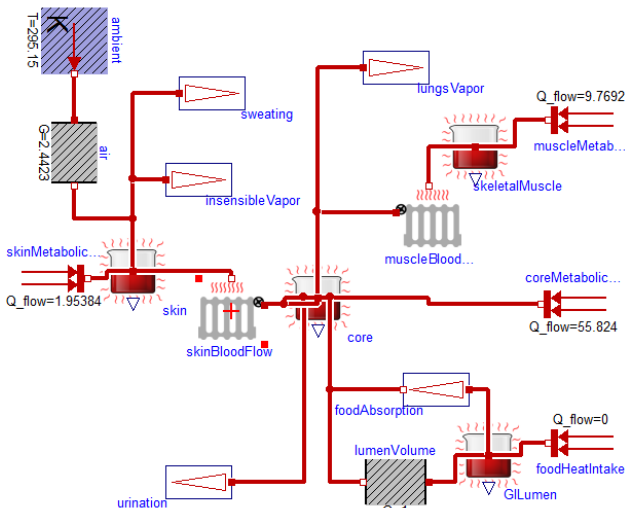 T=295.15
K
ambient
G=2.4423
air
sweating
insensibleVapor
lungsVapor
Q_flow=9.7692
muscleMetab...
skeletalMuscle
muscleBlood...
skinMetabolic...
Q_flow=1.95384
skin
skinBloodFlow
core
coreMetabolic...
Q_flow=55.824
foodAbsorption
lumenVolume
Q_flow=0
foodHeatIntake
GILumen
urination